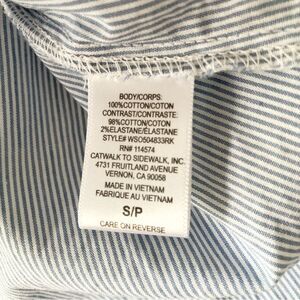 BODY/CORPS:
100%COTTON/COTON
CONTRAST/CONTRASTE:
98%COTTON/COTON
2%ELASTANE/ÉLASTANE
STYLE# WSO504833RK
RN# 114574
CATWALK TO SIDEWALK, INC.
4731 FRUITLAND AVENUE
VERNON, CA 90058
MADE IN VIETNAM
FABRIQUE AU VIETNAM
S/P
CARE ON REVERSE